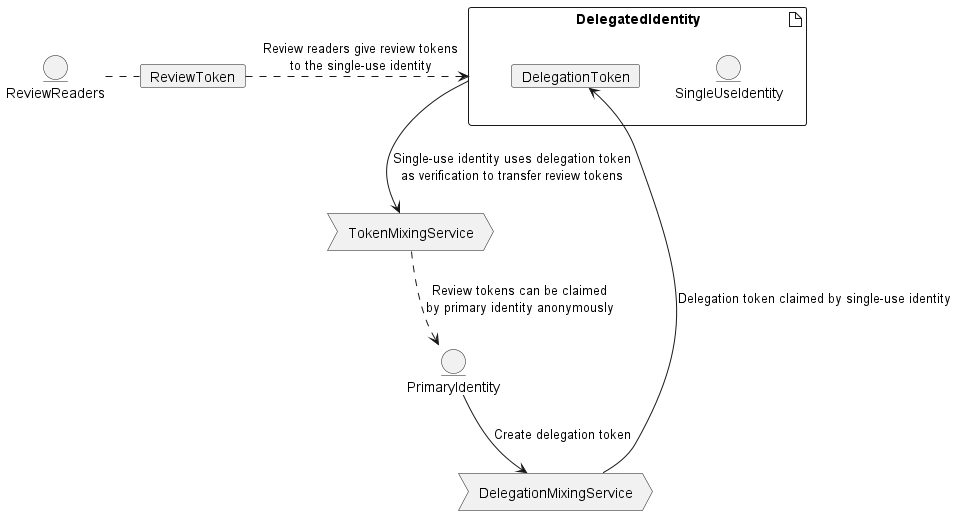 DelegatedIdentity
Review readers give review tokens
to the single-use identity
ReviewReaders
ReviewToken
DelegationToken
SingleUseIdentity
Single-use identity uses delegation token
as verification to transfer review tokens
TokenMixingService
Review tokens can be claimed
by primary identity anonymously
Delegation token claimed by single-use identity
PrimaryIdentity
Create delegation token
DelegationMixingService